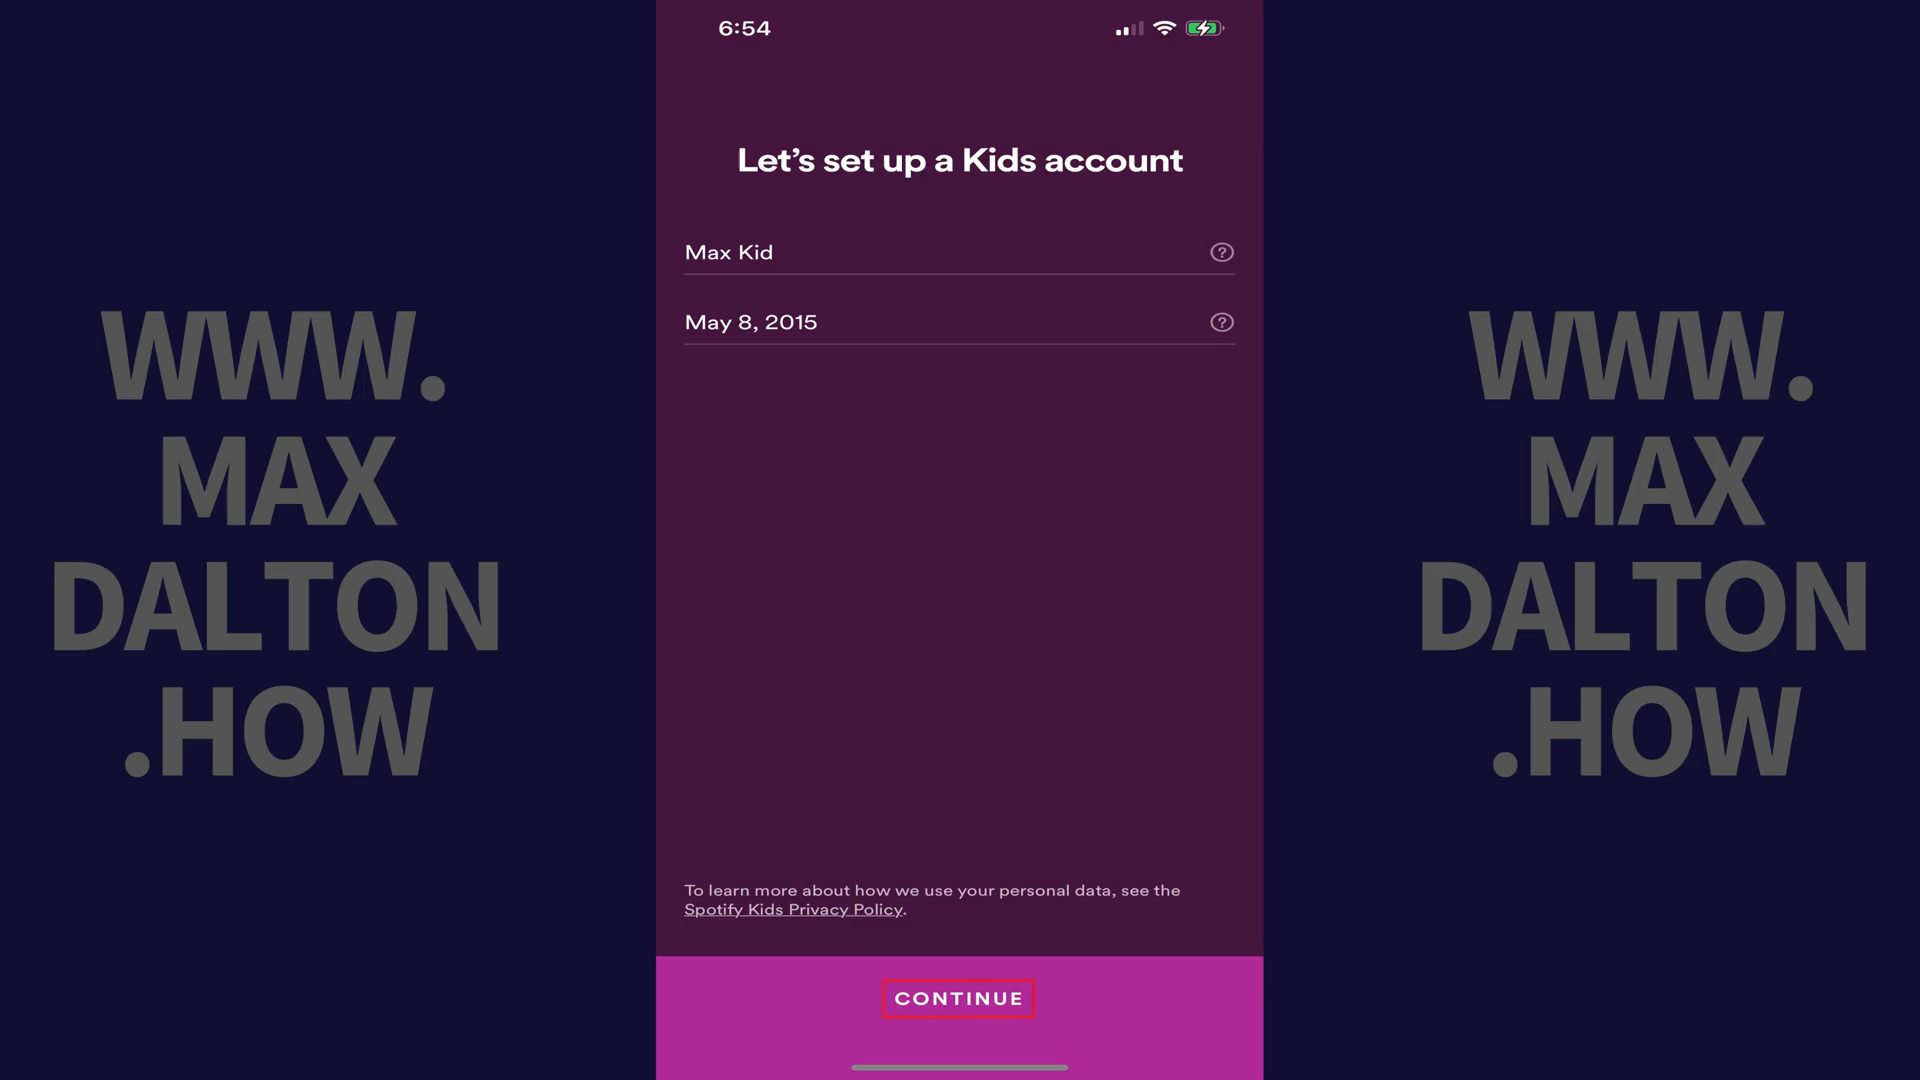 6:54
Let's set up a Kids account
Max Kid
May 8, 2015
To learn more about how we use your personal data, see the
Spotify Kids Privacy Policy.
CONTINUE
WWW.
MAX
DALTON
.HOW
WWW.
MAX
DALTON
.HOW